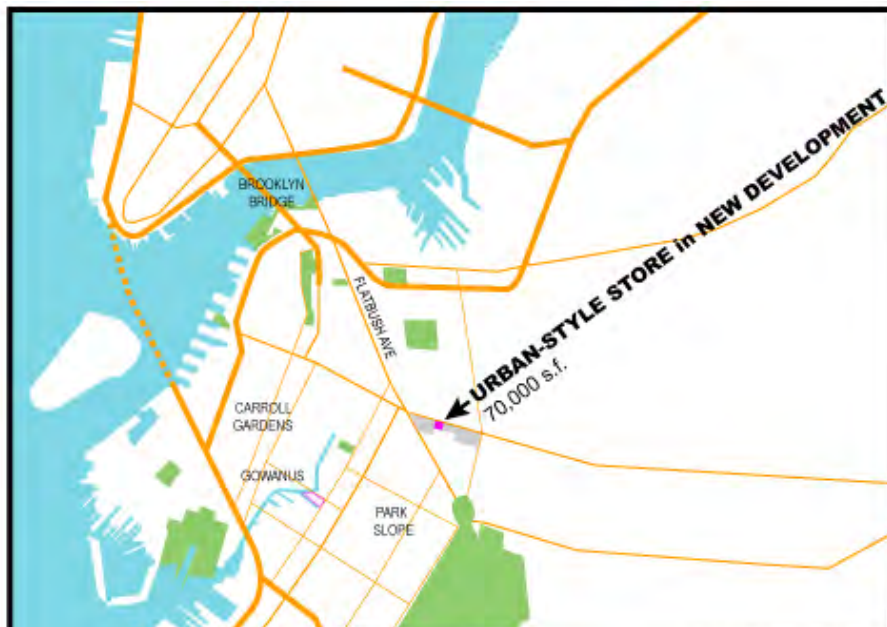 BROOKLYN
BRIDGE
FLATBUSH AVE
URBAN-STYLE STORE in NEW DEVELOPMENT
70,000 s.f.
CARROLL
GARDENS
GOWANUS
PARK
SLOPE